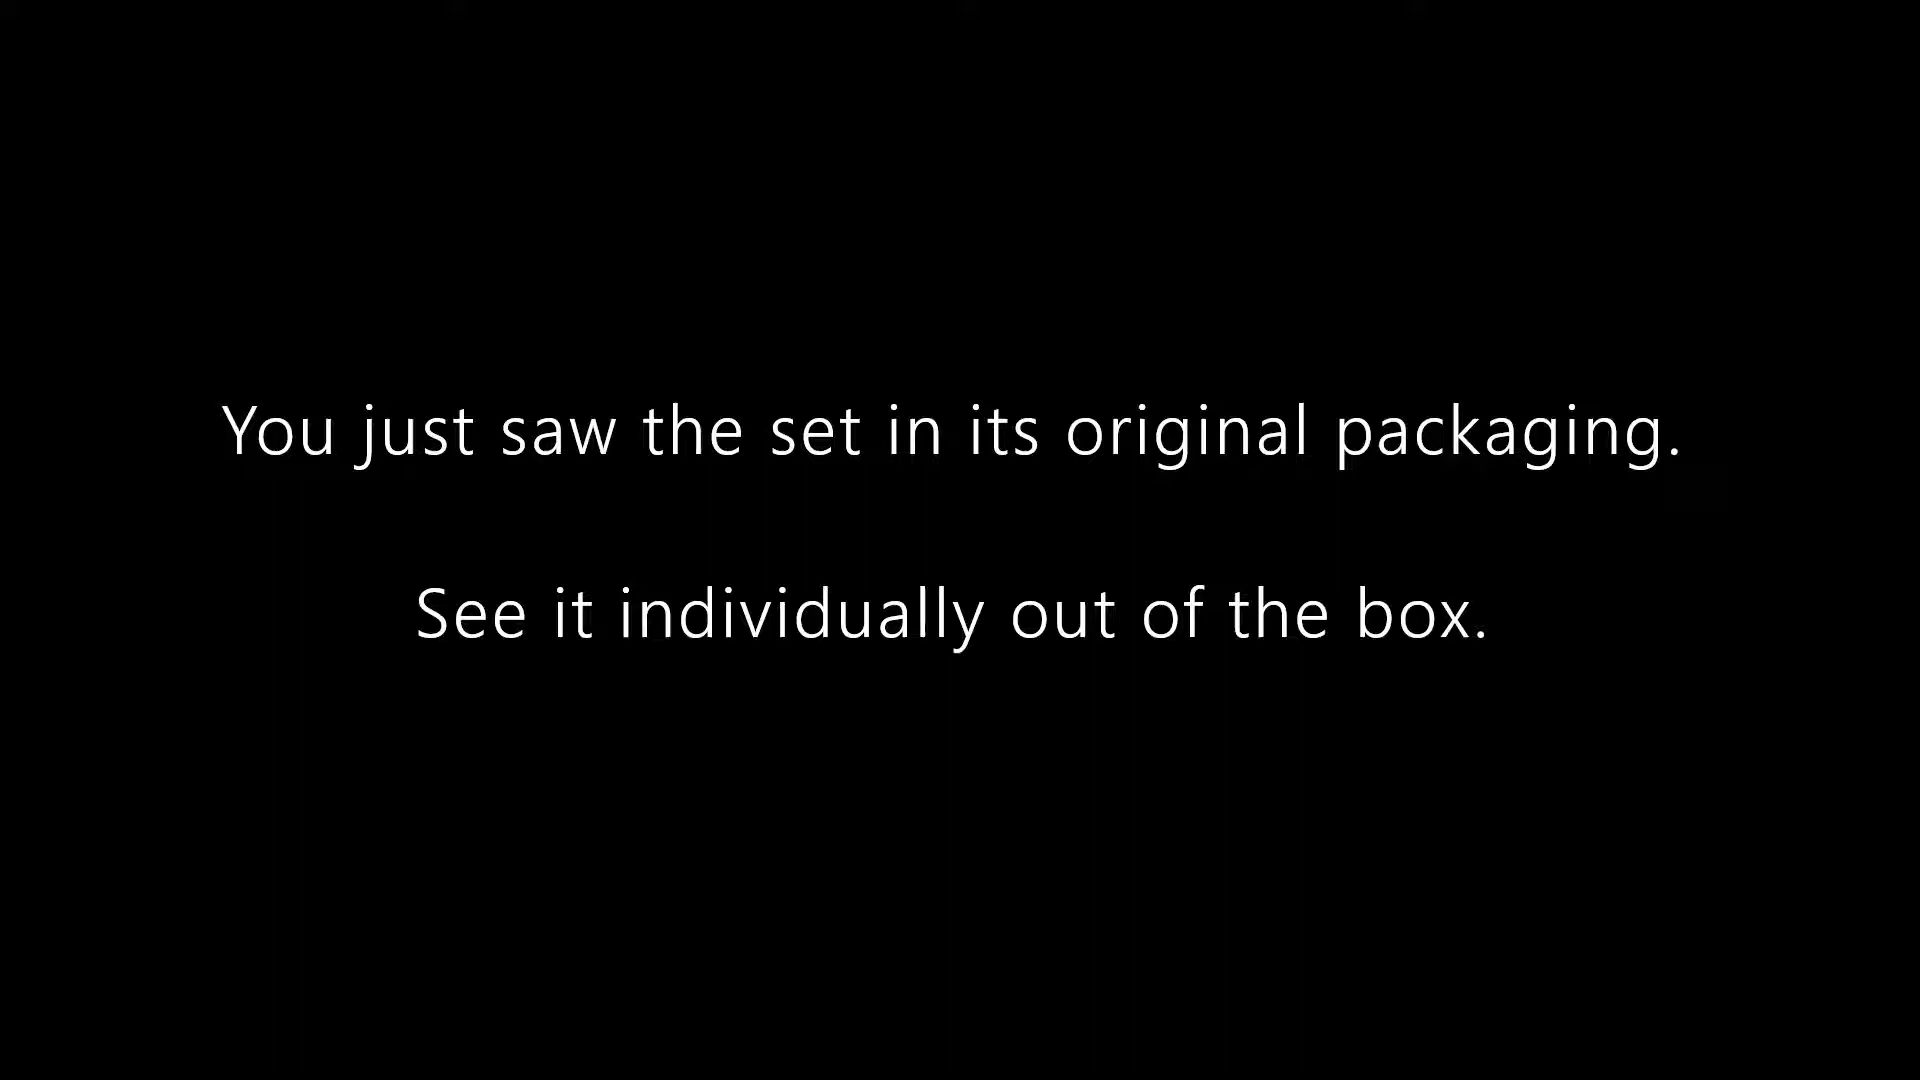 You just saw the set in its original packaging.
See it individually out of the box.